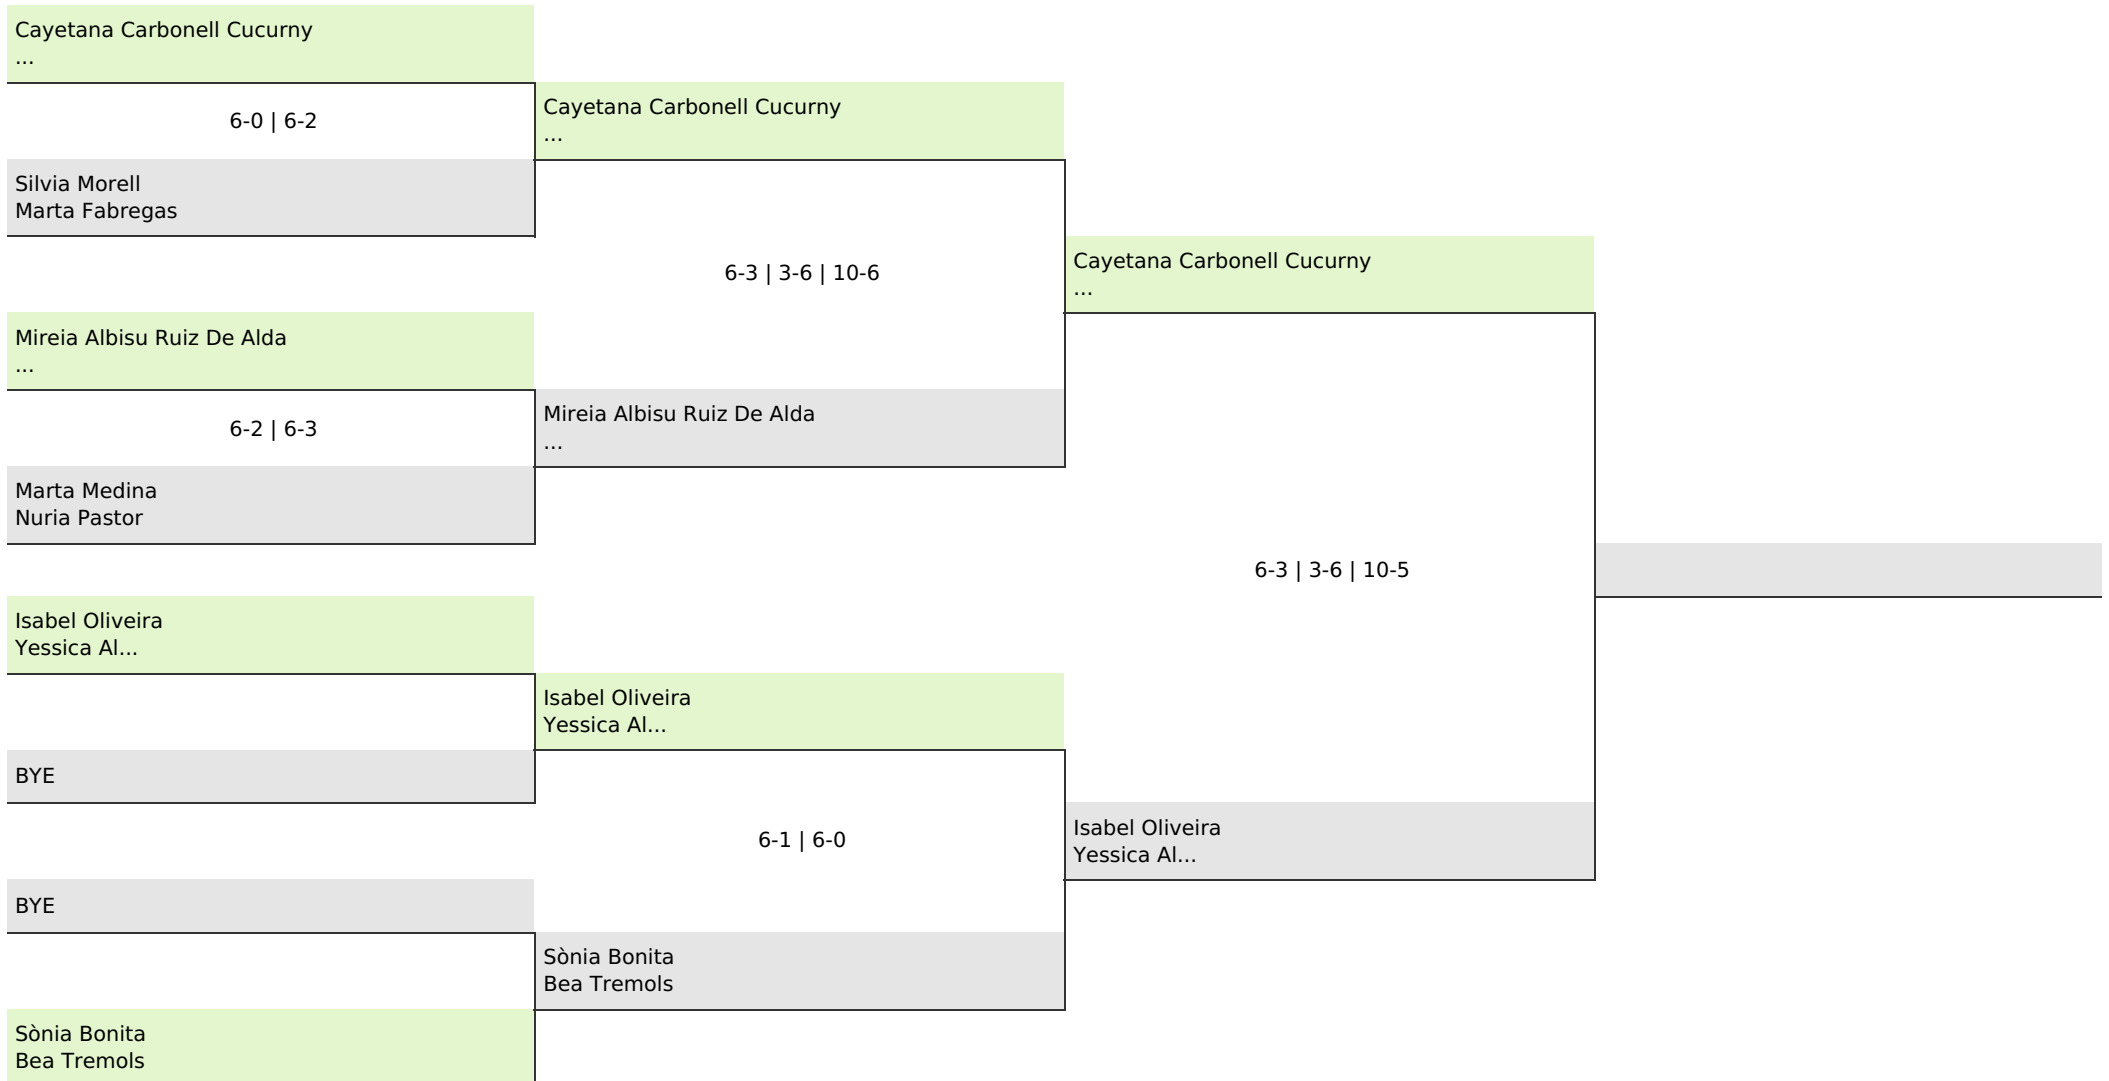 Cayetana Carbonell Cucurny
...
6-0 | 6-2
Silvia Morell
Marta Fabregas
Mireia Albisu Ruiz De Alda
...
6-2 | 6-3
Marta Medina
Nuria Pastor
Isabel Oliveira
Yessica Al...
BYE
BYE
Sònia Bonita
Bea Tremols
Cayetana Carbonell Cucurny
...
6-3 | 3-6 | 10-6
Mireia Albisu Ruiz De Alda
...
Isabel Oliveira
Yessica Al...
6-1 | 6-0
Sònia Bonita
Bea Tremols
Cayetana Carbonell Cucurny
...
6-3 | 3-6 | 10-5
Isabel Oliveira
Yessica Al...